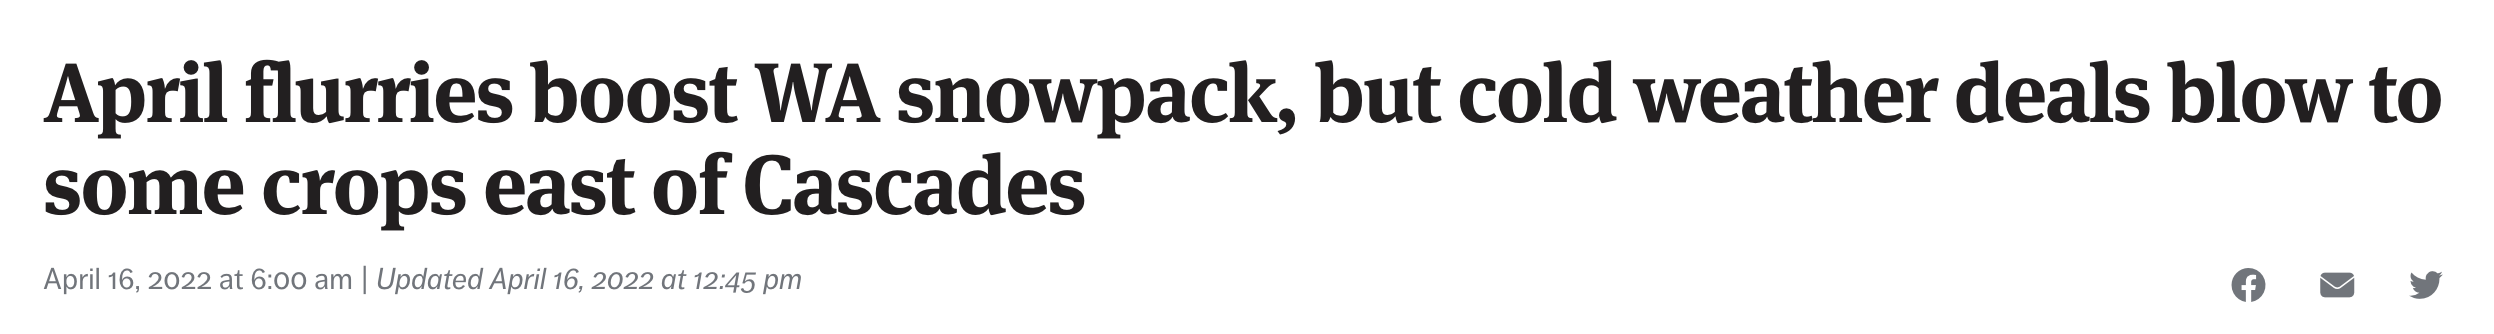 April flurries boost WA snowpack, but cold weather deals blow to
some crops east of Cascades
April 16, 2022 at 6:00 am | Updated April 16, 2022 at 12:45 pm